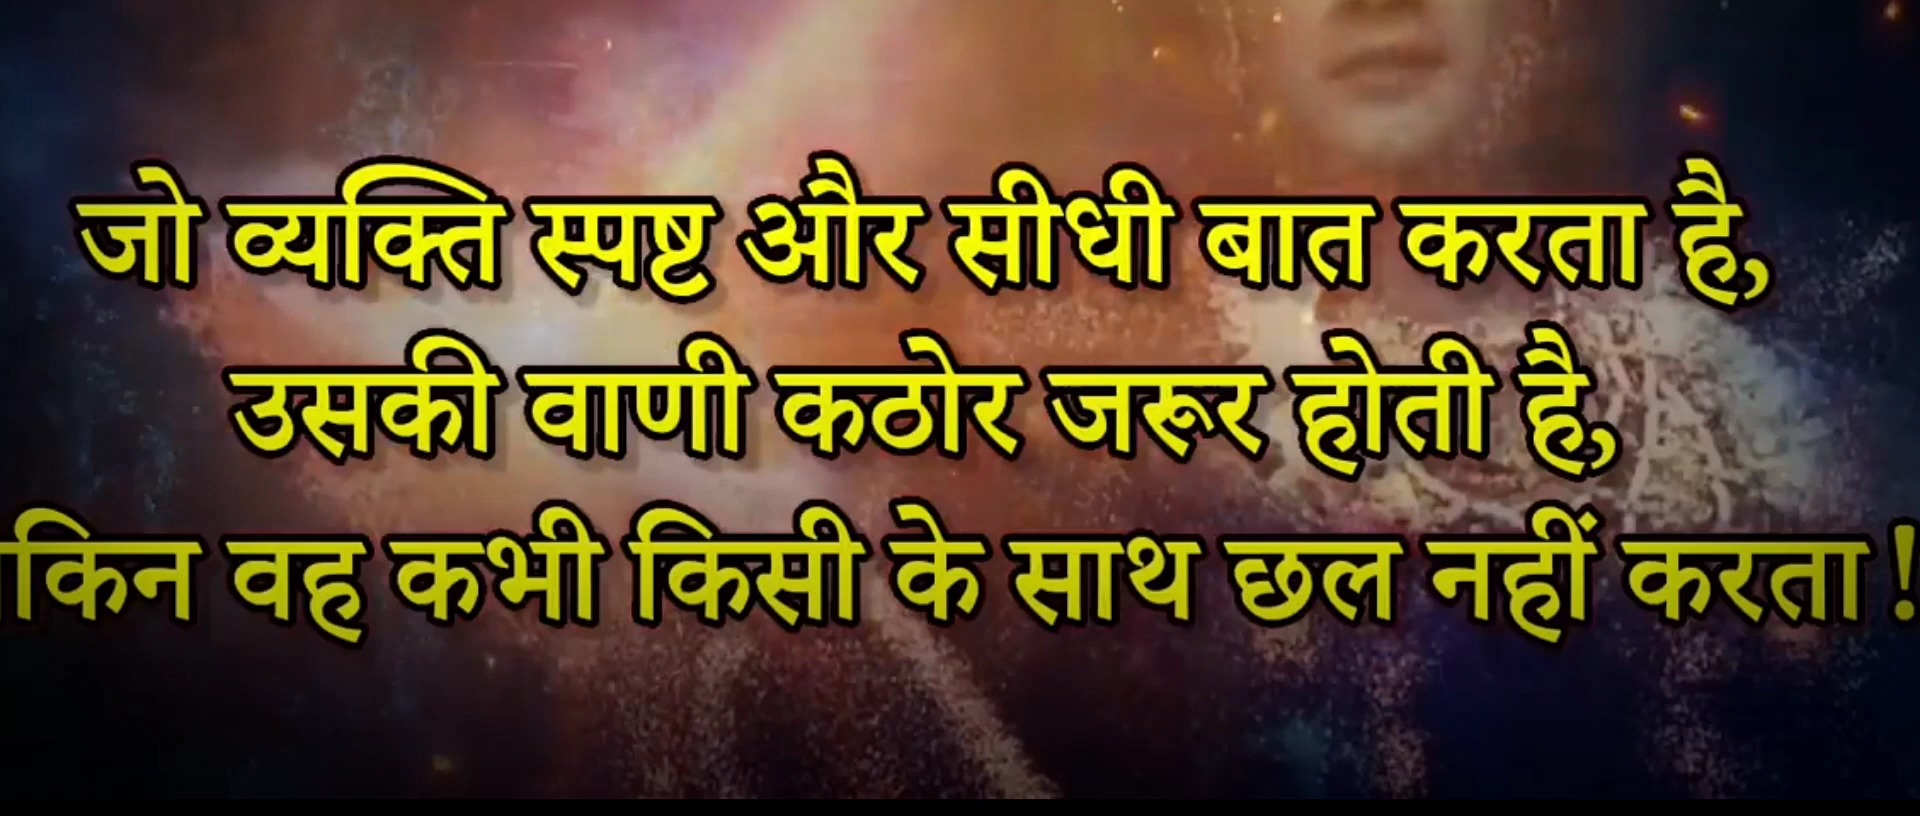 जो व्यक्ति स्पष्ट और सीधी बात करता है,
उसकी वाणी कठोर जरूर होती है,
वह कभी किसी के साथ छल नहीं करता !